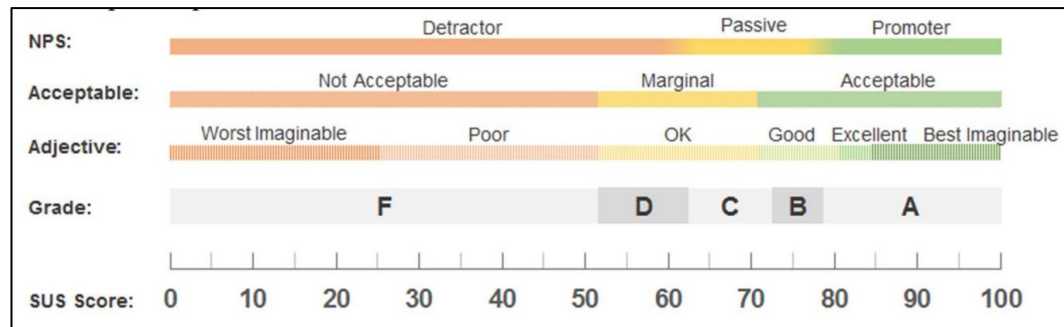 NPS: Detractor Passive Promoter
Acceptable: Not Acceptable Marginal Acceptable
Adjective: Worst Imaginable Poor OK Good Excellent Best Imaginable
Grade: F D C B A
SUS Score: 0 10 20 30 40 50 60 70 80 90 100